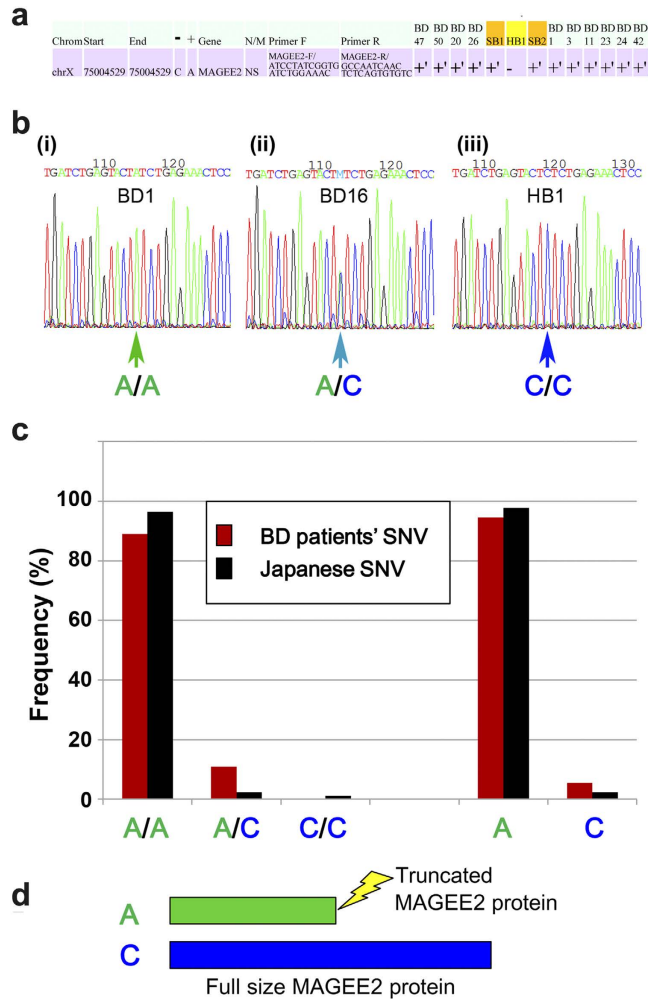 a
BD BD BD BD BD BD BD BD BD BD
Chrom Start End - + Gene N/M Primer F Primer R 47 50 20 26 SB1 HB1 SB2 1 3 11 23 24 42
MAGEE2-F/ MAGEE2-R/
chrX 75004529 75004529 C A MAGEE2 NS ATCCTATCGGTG GCCAATCAAC +' +' +' +' +' - +' +' +' +' +' +' +'
ATCTGGAAAC TCTCAGTGTGTC
b
(i) (ii) (iii)
110 120 110 120 110 120 130
TGATCTGAGTACTATCTGAGAAACTCC TGATCTGAGTACTMTCTGAGAAACTCC TGATCTGAGTACTCTCTGAGAAACTCC
BD1 BD16 HB1
A/A A/C C/C
c
100
80
60
40
20
0
Frequency (%)
BD patients' SNV
Japanese SNV
A/A A/C C/C A C
d
A Truncated
MAGEE2 protein
C
Full size MAGEE2 protein